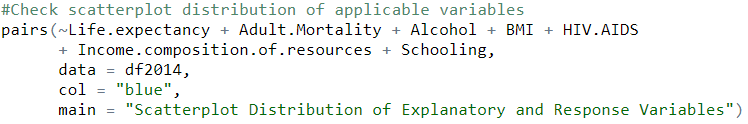 #Check scatterplot distribution of applicable variables
pairs(~Life.expectancy + Adult.Mortality + Alcohol + BMI + HIV.AIDS
+ Income.composition.of.resources + Schooling,
data = df2014,
col = "blue",
main = "Scatterplot Distribution of Explanatory and Response Variables")